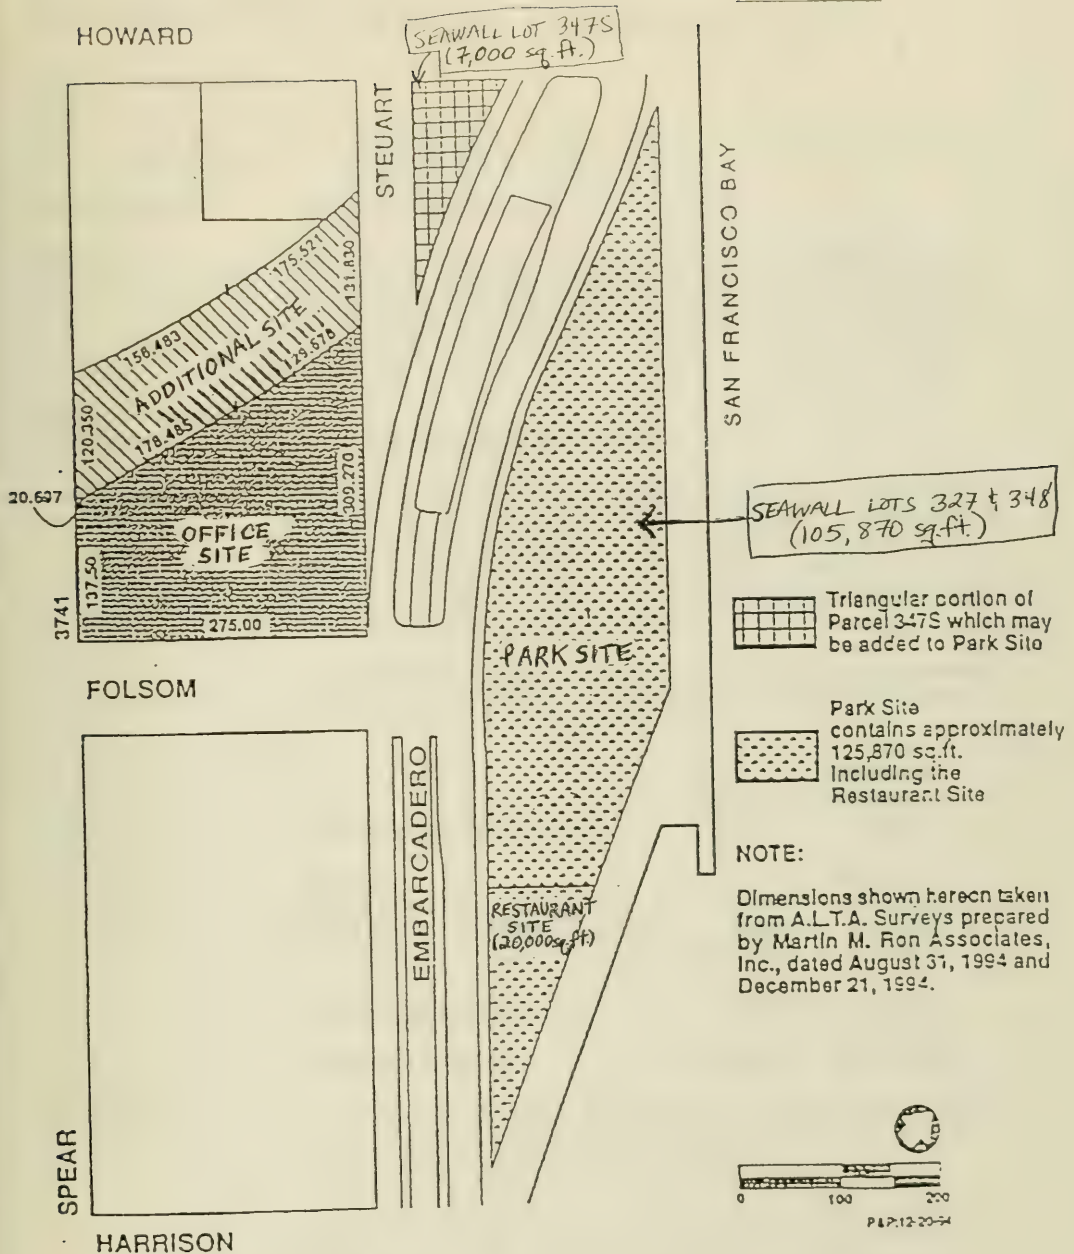 HOWARD
SEAWALL LOT 347S
(7,000 sq.ft.)
STEUART
SAN FRANCISCO BAY
175.521
131.830
158.483
ADDITIONAL SITE
129.678
120.350
178.485
20.697
309.270
OFFICE
SITE
137.50
3741
275.00
SEAWALL LOTS 327 & 348
(105,870 sq.ft.)
Triangular portion of
Parcel 347S which may
be added to Park Site
PARK SITE
FOLSOM
Park Site
contains approximately
125,870 sq.ft.
Including the
Restaurant Site
EMBARCADERO
NOTE:
Dimensions shown hereon taken
from A.L.T.A. Surveys prepared
by Martin M. Ron Associates,
Inc., dated August 31, 1994 and
December 21, 1994.
RESTAURANT
SITE
(20,000sq.ft)
SPEAR
0 100 200
P&P:12-20-94
HARRISON